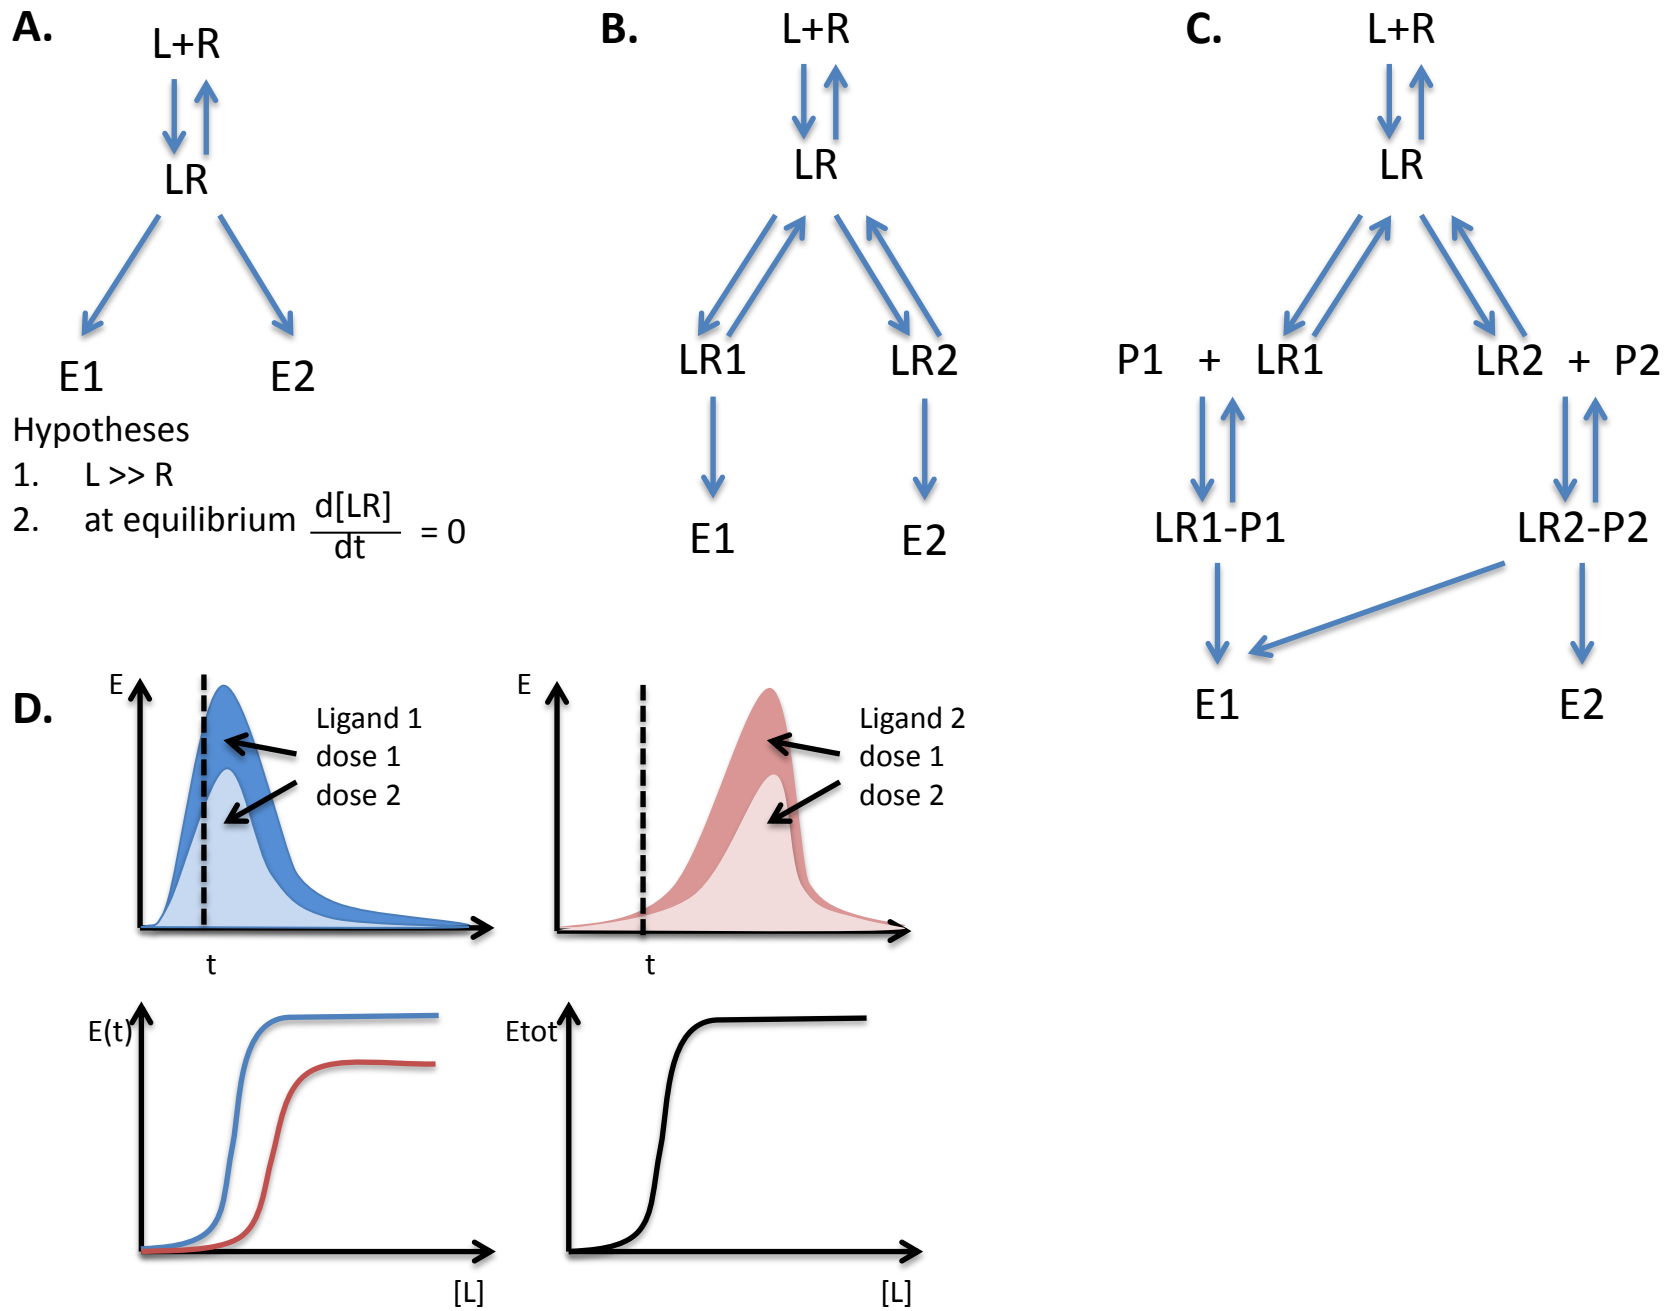 A.
L+R
LR
E1 E2
Hypotheses
1. L >> R
2. at equilibrium d[LR]/dt = 0
B.
L+R
LR
LR1 LR2
E1 E2
C.
L+R
LR
P1 + LR1 LR2 + P2
LR1-P1 LR2-P2
E1 E2
D.
E
Ligand 1
dose 1
dose 2
t
E
Ligand 2
dose 1
dose 2
t
E(t)
[L]
Etot
[L]